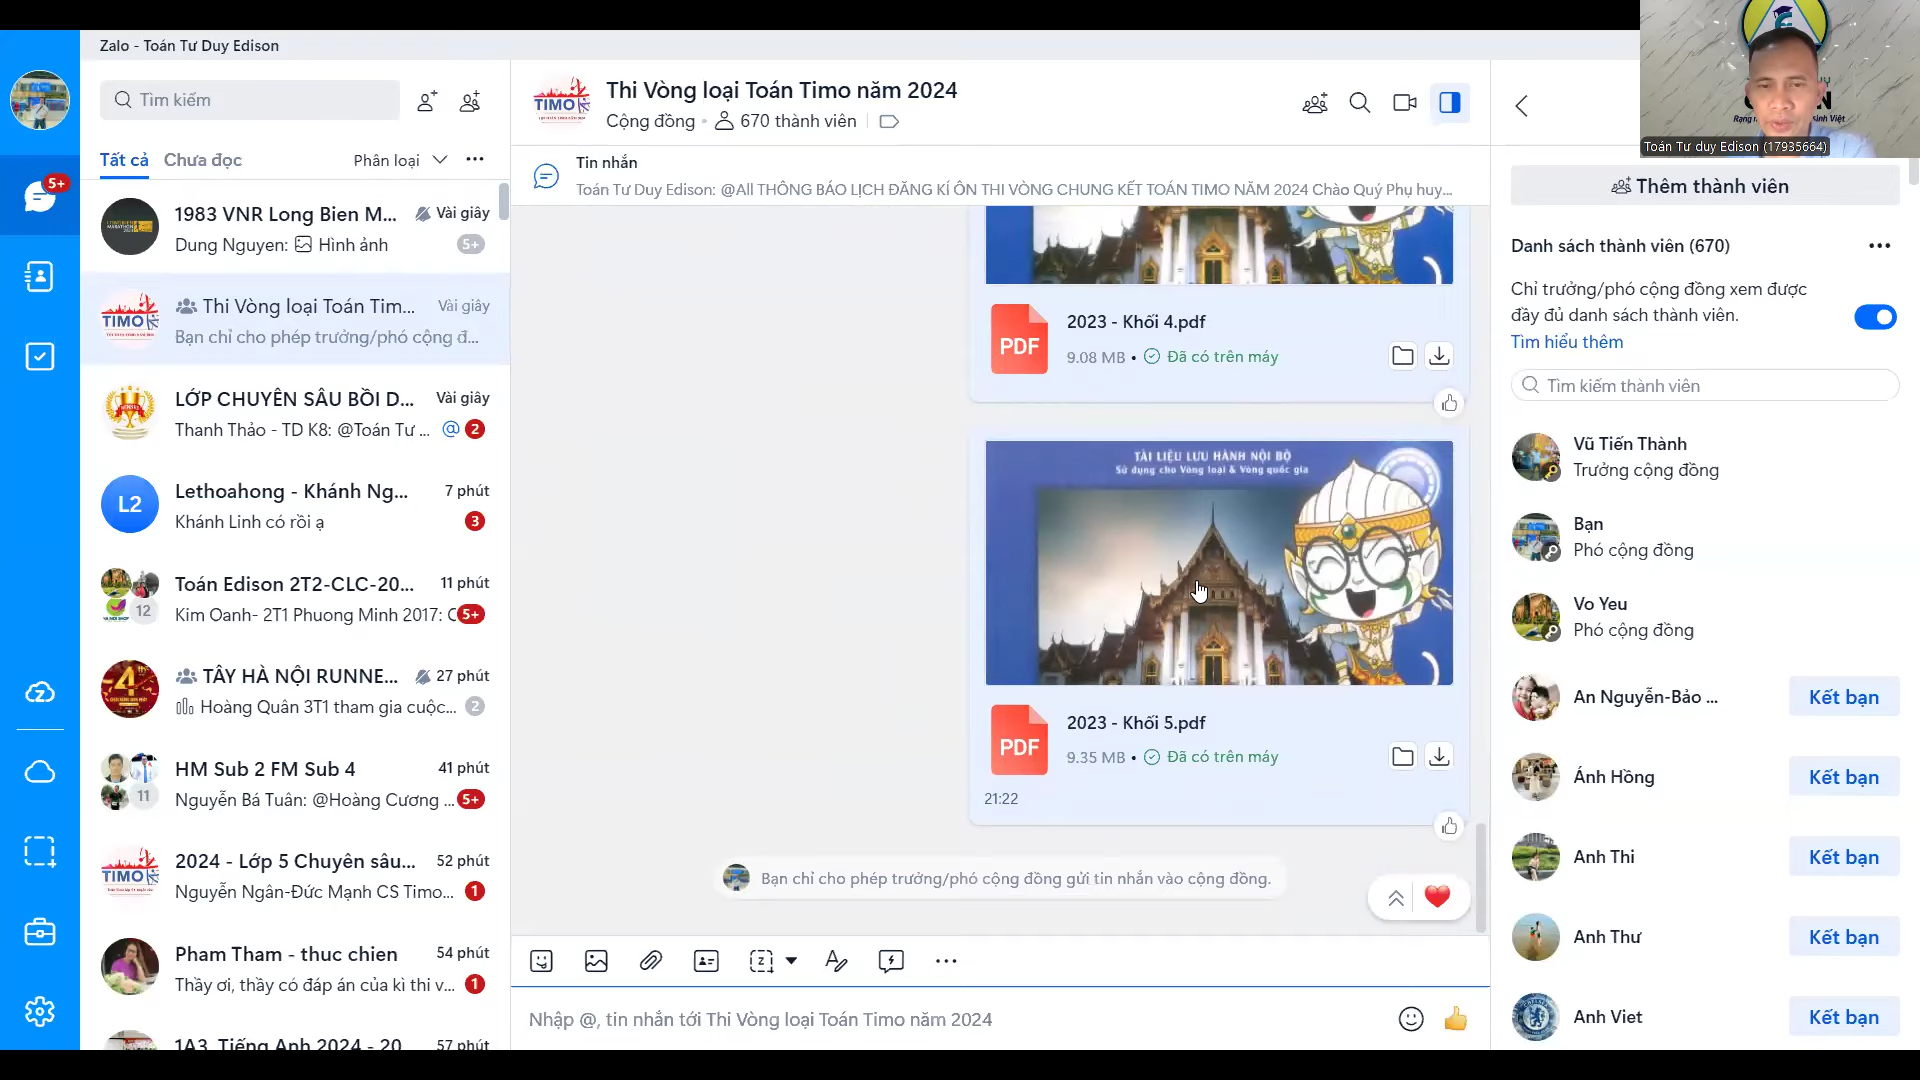 Zalo - Toán Tư Duy Edison
Tìm kiếm
Tất cả
Chưa đọc
Phân loại
5+
1983 VNR Long Bien M...
Vài giây
Dung Nguyen: Hình ảnh
5+
TIMO
Thi Vòng loại Toán Tim...
Vài giây
Bạn chỉ cho phép trưởng/phó cộng đ...
LỚP CHUYÊN SÂU BỒI D...
Vài giây
Thanh Thảo - TD K8: @Toán Tư ...
@ 2
L2
Lethoahong - Khánh Ng...
7 phút
Khánh Linh có rồi ạ
3
12
Toán Edison 2T2-CLC-20...
11 phút
Kim Oanh- 2T1 Phuong Minh 2017: C
5+
TÂY HÀ NỘI RUNNE...
27 phút
Hoàng Quân 3T1 tham gia cuộc...
2
11
HM Sub 2 FM Sub 4
41 phút
Nguyễn Bá Tuân: @Hoàng Cương ...
5+
TIMO
2024 - Lớp 5 Chuyên sâu...
52 phút
Nguyễn Ngân-Đức Mạnh CS Timo...
1
Pham Tham - thuc chien
54 phút
Thầy ơi, thầy có đáp án của kì thi v...
1
1A3. Tiếng Anh 2024 - 20
57 phút
TIMO
Thi Vòng loại Toán Timo năm 2024
Cộng đồng • 670 thành viên
Tin nhắn
Toán Tư Duy Edison: @All THÔNG BÁO LỊCH ĐĂNG KÍ ÔN THI VÒNG CHUNG KẾT TOÁN TIMO NĂM 2024 Chào Quý Phụ huy...
PDF
2023 - Khối 4.pdf
9.08 MB • Đã có trên máy
TÀI LIỆU LƯU HÀNH NỘI BỘ
Sử dụng cho Vòng loại & Vòng quốc gia
PDF
2023 - Khối 5.pdf
9.35 MB • Đã có trên máy
21:22
Bạn chỉ cho phép trưởng/phó cộng đồng gửi tin nhắn vào cộng đồng.
Nhập @, tin nhắn tới Thi Vòng loại Toán Timo năm 2024
Toán Tư duy Edison (17935664)
Thêm thành viên
Danh sách thành viên (670)
Chỉ trưởng/phó cộng đồng xem được
đầy đủ danh sách thành viên.
Tìm hiểu thêm
Tìm kiếm thành viên
Vũ Tiến Thành
Trưởng cộng đồng
Bạn
Phó cộng đồng
Vo Yeu
Phó cộng đồng
An Nguyễn-Bảo ...
Kết bạn
Ánh Hồng
Kết bạn
Anh Thi
Kết bạn
Anh Thư
Kết bạn
Anh Viet
Kết bạn